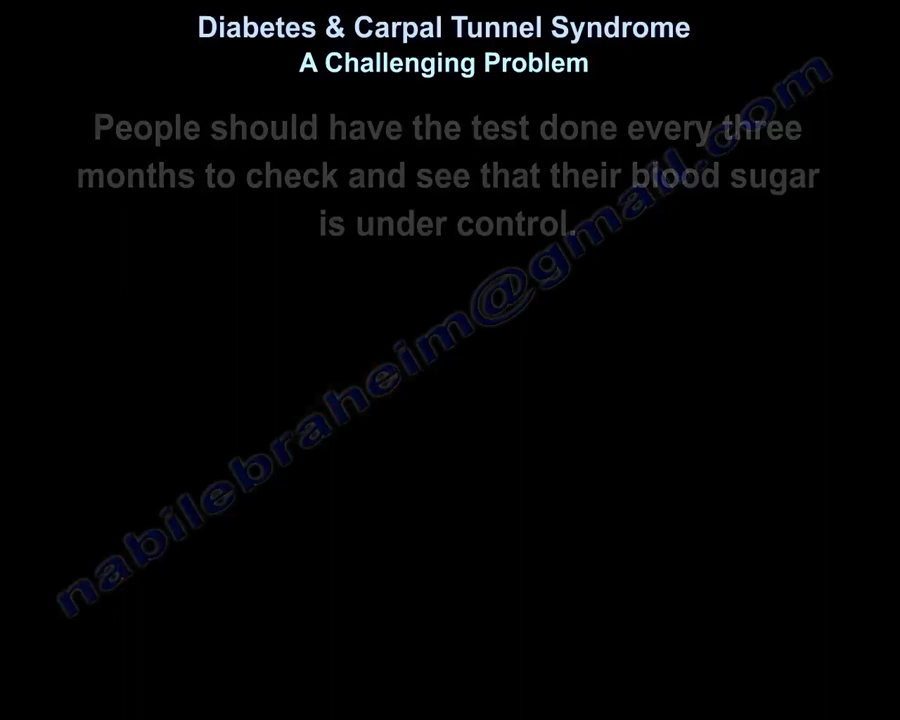 Diabetes & Carpal Tunnel Syndrome
A Challenging Problem
People should have the test done every three
months to check and see that their blood sugar
is under control.
nabilebraheim@gmail.com